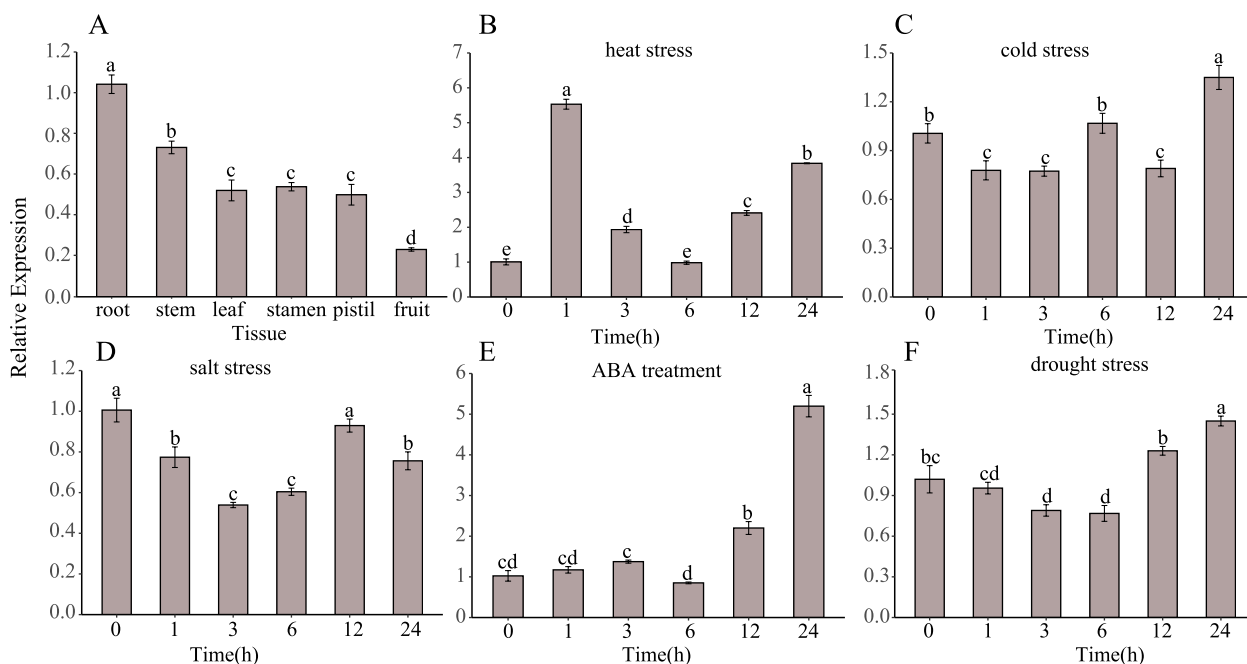 Relative Expression
A
1.2
1.0
0.8
0.6
0.4
0.2
0.0
a
b
c
c
c
d
root stem leaf stamen pistil fruit
Tissue
B
heat stress
7
6
5
4
3
2
1
0
e
a
d
e
c
b
0 1 3 6 12 24
Time(h)
C
cold stress
1.5
1.2
0.9
0.6
0.3
0.0
b
c
c
b
c
a
0 1 3 6 12 24
Time(h)
D
salt stress
1.2
1.0
0.8
0.6
0.4
0.2
0.0
a
b
c
c
a
b
0 1 3 6 12 24
Time(h)
E
ABA treatment
6
5
4
3
2
1
0
cd
cd
c
d
b
a
0 1 3 6 12 24
Time(h)
F
drought stress
1.8
1.5
1.2
0.9
0.6
0.3
0.0
bc
cd
d
d
b
a
0 1 3 6 12 24
Time(h)